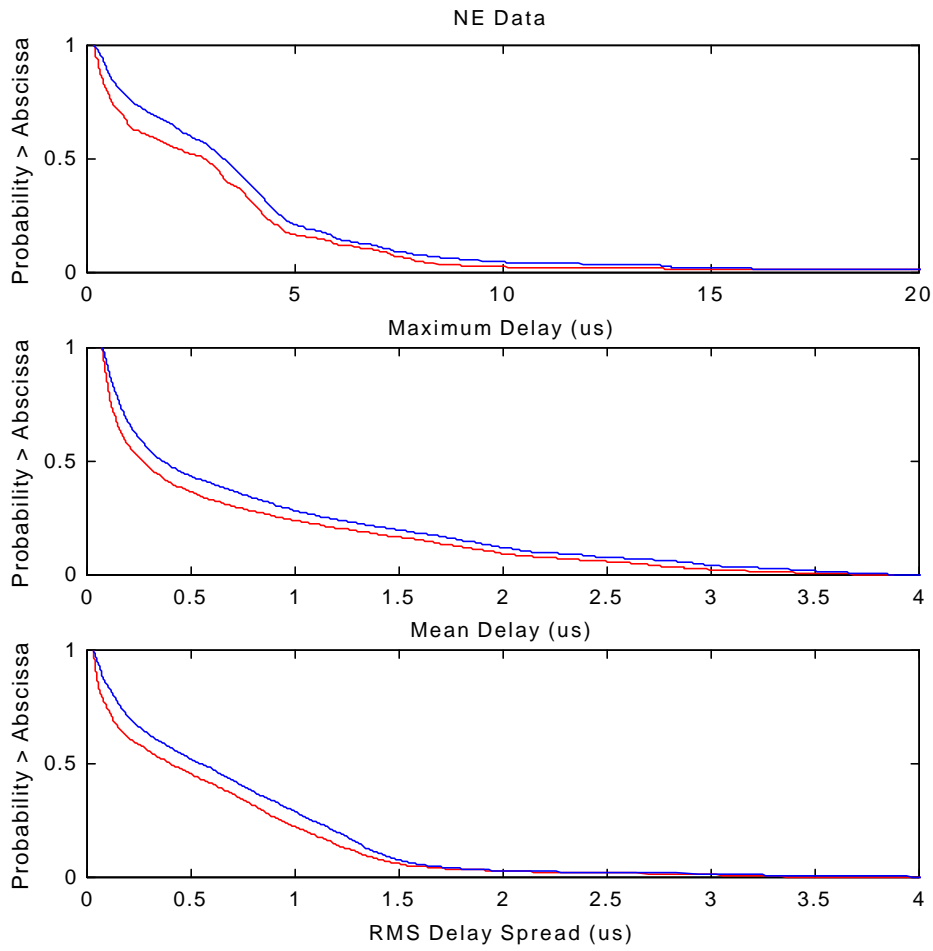 NE Data
Probability > Abscissa
1
0.5
0
0 5 10 15 20
Maximum Delay (us)
Probability > Abscissa
1
0.5
0
0 0.5 1 1.5 2 2.5 3 3.5 4
Mean Delay (us)
Probability > Abscissa
1
0.5
0
0 0.5 1 1.5 2 2.5 3 3.5 4
RMS Delay Spread (us)